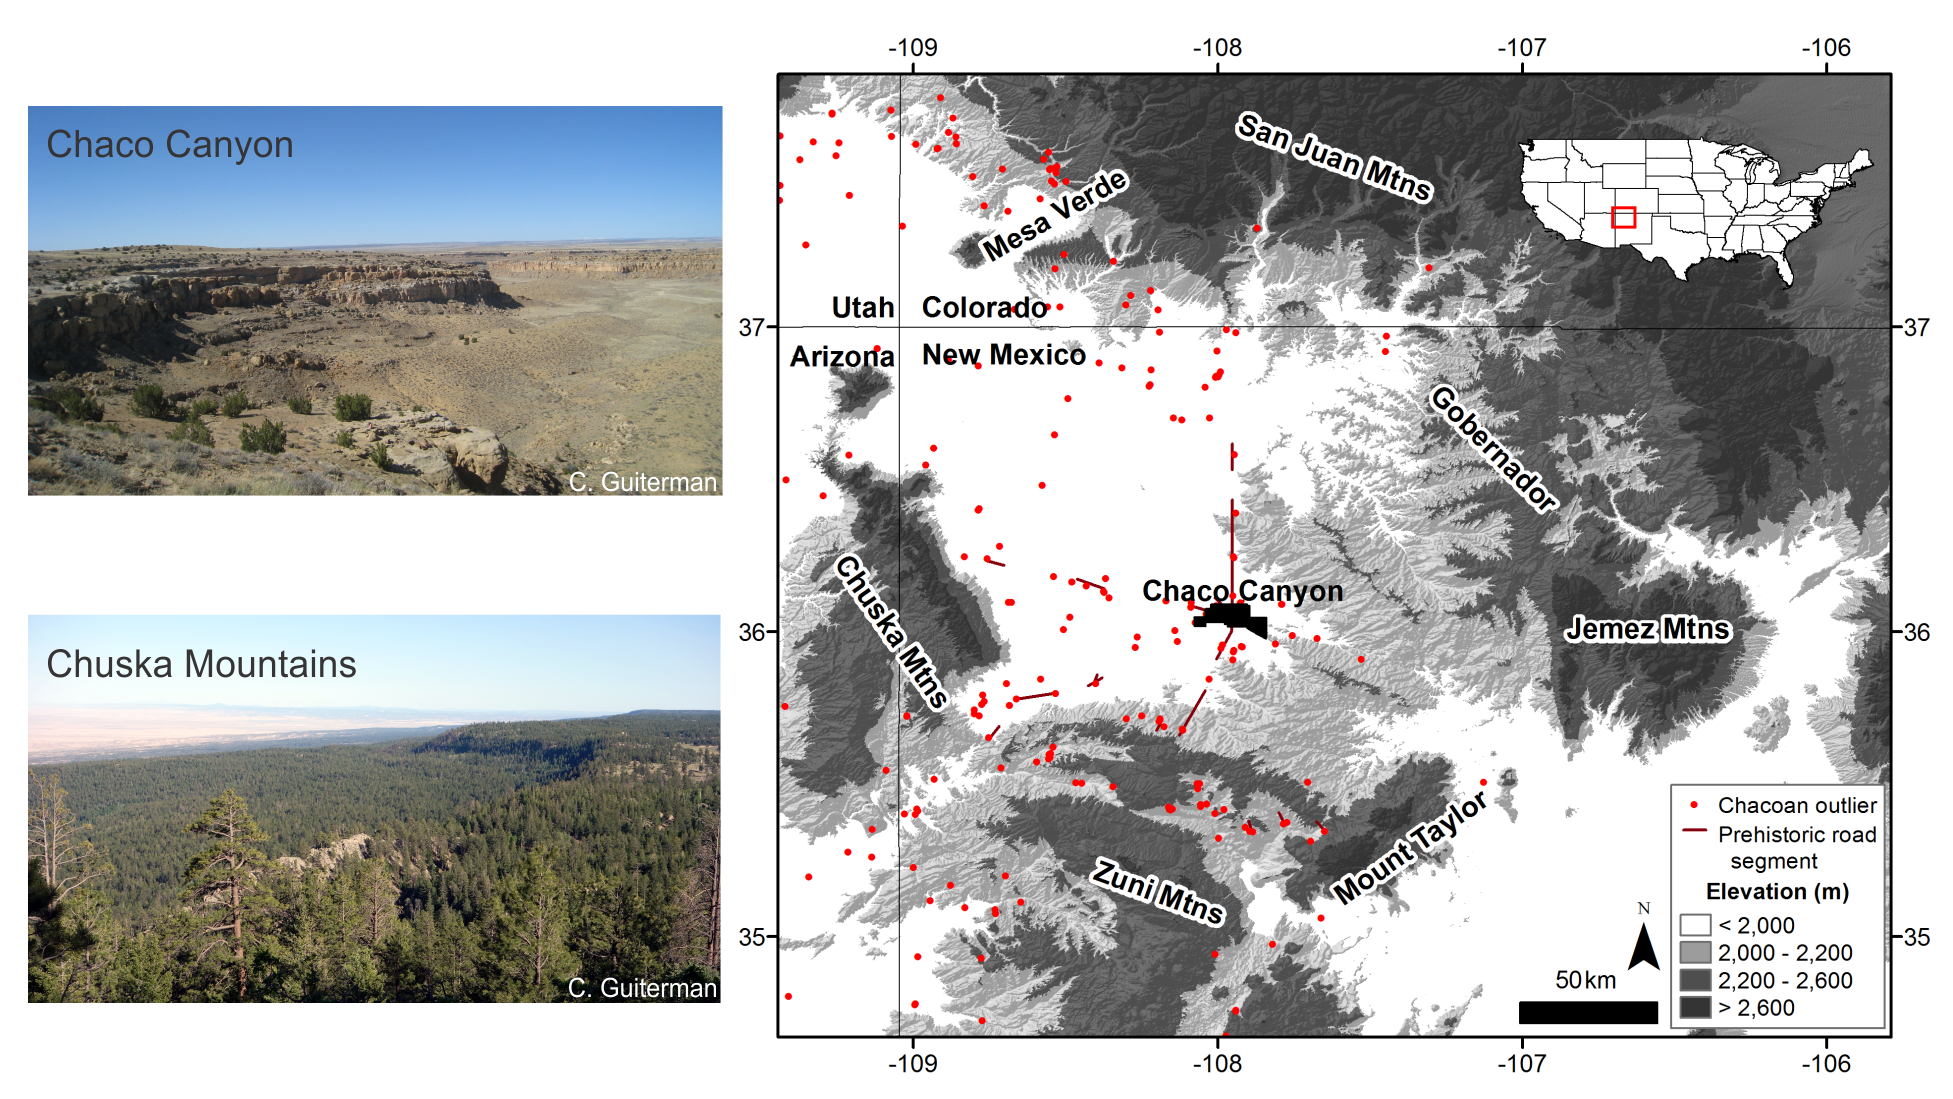 Chaco Canyon
C. Guiterman
Chuska Mountains
C. Guiterman
-109
-108
-107
-106
San Juan Mtns
Mesa Verde
Utah
Colorado
37
37
Arizona
New Mexico
Gobernador
Chuska Mtns
Chaco Canyon
36
Jemez Mtns
36
Mount Taylor
Zuni Mtns
35
35
Chacoan outlier
Prehistoric road
segment
Elevation (m)
< 2,000
2,000 - 2,200
2,200 - 2,600
> 2,600
N
50 km
-109
-108
-107
-106